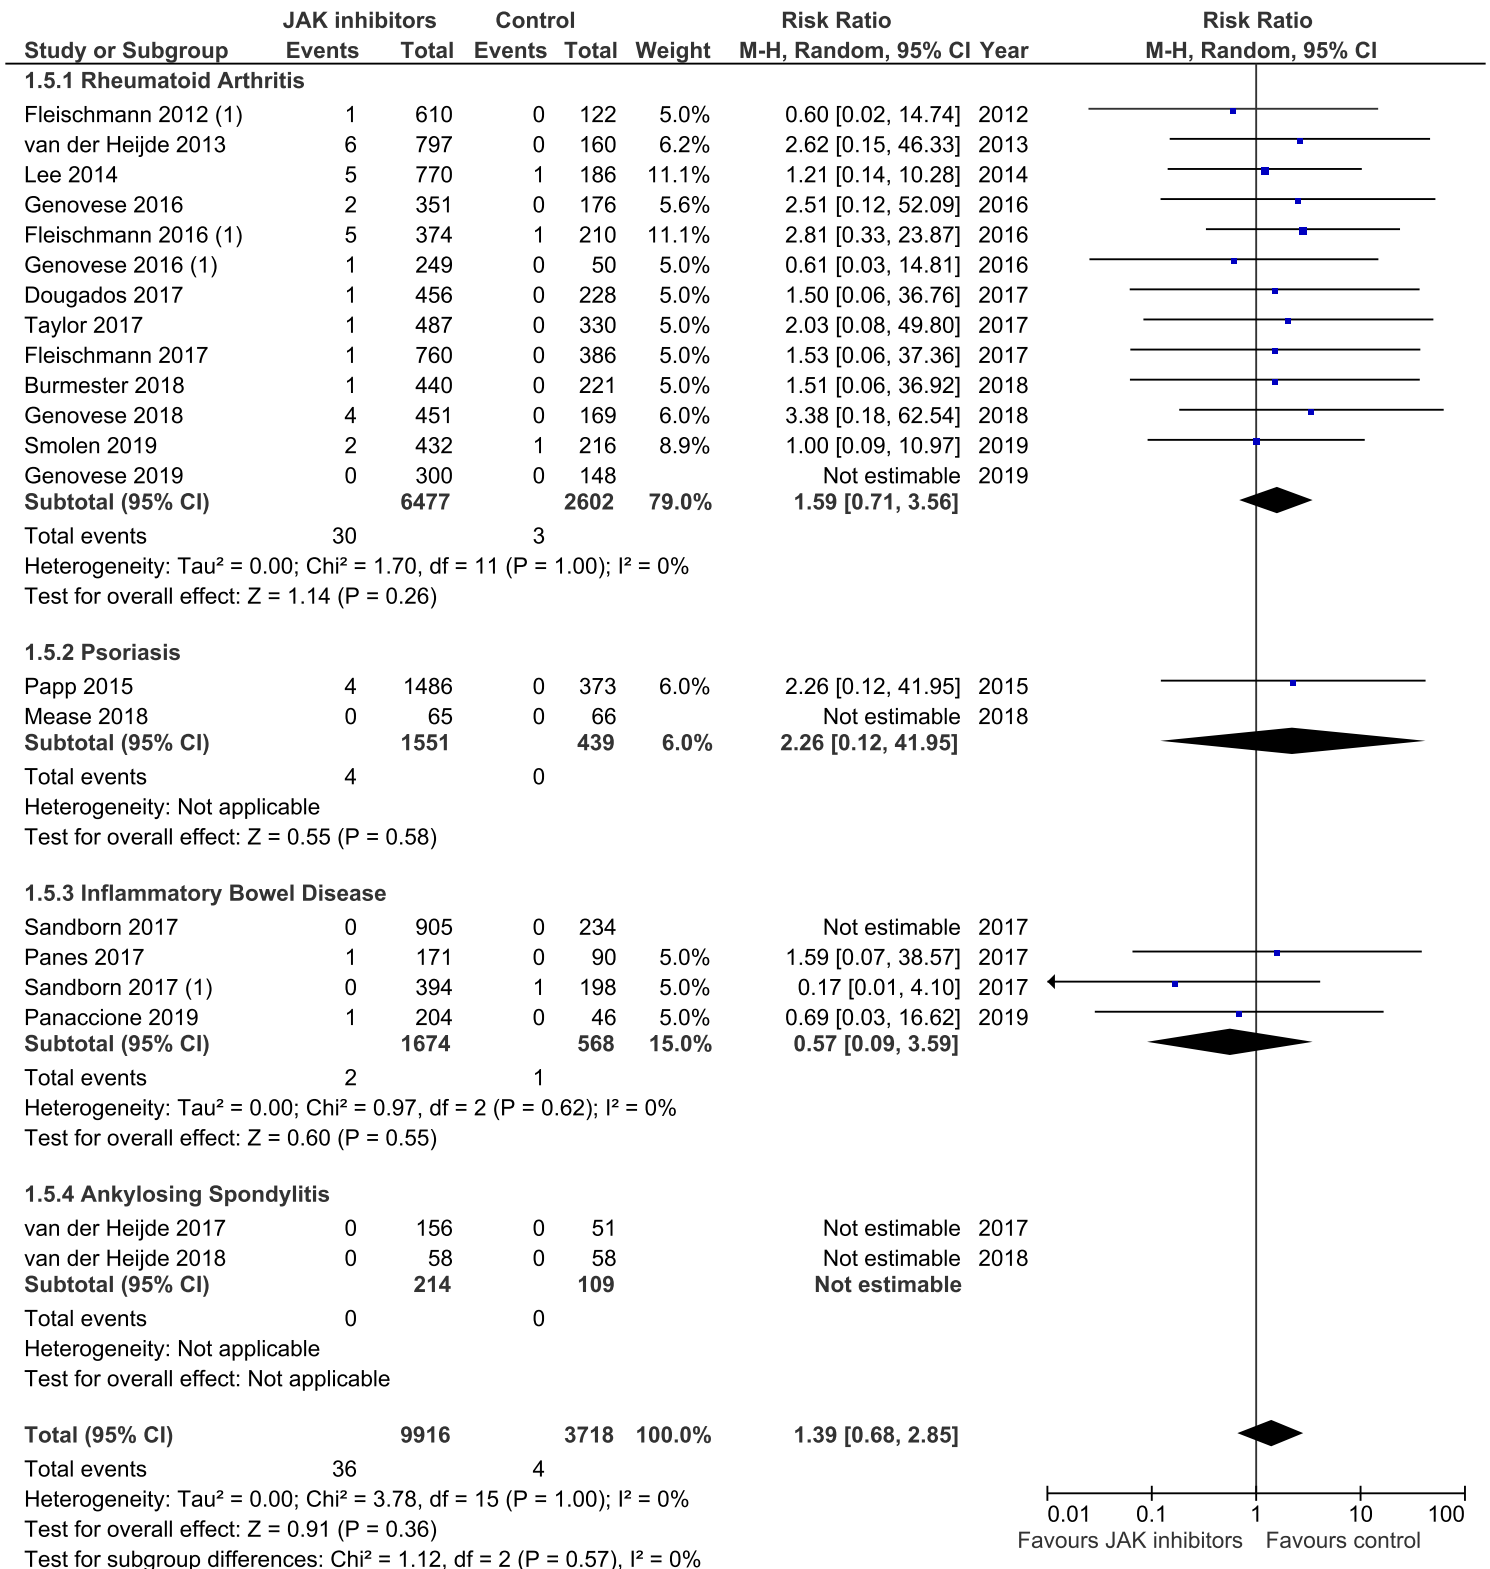 JAK inhibitors Control Risk Ratio Risk Ratio
Study or Subgroup Events Total Events Total Weight M-H, Random, 95% CI Year M-H, Random, 95% CI
1.5.1 Rheumatoid Arthritis
Fleischmann 2012 (1) 1 610 0 122 5.0% 0.60 [0.02, 14.74] 2012
van der Heijde 2013 6 797 0 160 6.2% 2.62 [0.15, 46.33] 2013
Lee 2014 5 770 1 186 11.1% 1.21 [0.14, 10.28] 2014
Genovese 2016 2 351 0 176 5.6% 2.51 [0.12, 52.09] 2016
Fleischmann 2016 (1) 5 374 1 210 11.1% 2.81 [0.33, 23.87] 2016
Genovese 2016 (1) 1 249 0 50 5.0% 0.61 [0.03, 14.81] 2016
Dougados 2017 1 456 0 228 5.0% 1.50 [0.06, 36.76] 2017
Taylor 2017 1 487 0 330 5.0% 2.03 [0.08, 49.80] 2017
Fleischmann 2017 1 760 0 386 5.0% 1.53 [0.06, 37.36] 2017
Burmester 2018 1 440 0 221 5.0% 1.51 [0.06, 36.92] 2018
Genovese 2018 4 451 0 169 6.0% 3.38 [0.18, 62.54] 2018
Smolen 2019 2 432 1 216 8.9% 1.00 [0.09, 10.97] 2019
Genovese 2019 0 300 0 148 Not estimable 2019
Subtotal (95% CI) 6477 2602 79.0% 1.59 [0.71, 3.56]
Total events 30 3
Heterogeneity: Tau² = 0.00; Chi² = 1.70, df = 11 (P = 1.00); I² = 0%
Test for overall effect: Z = 1.14 (P = 0.26)
1.5.2 Psoriasis
Papp 2015 4 1486 0 373 6.0% 2.26 [0.12, 41.95] 2015
Mease 2018 0 65 0 66 Not estimable 2018
Subtotal (95% CI) 1551 439 6.0% 2.26 [0.12, 41.95]
Total events 4 0
Heterogeneity: Not applicable
Test for overall effect: Z = 0.55 (P = 0.58)
1.5.3 Inflammatory Bowel Disease
Sandborn 2017 0 905 0 234 Not estimable 2017
Panes 2017 1 171 0 90 5.0% 1.59 [0.07, 38.57] 2017
Sandborn 2017 (1) 0 394 1 198 5.0% 0.17 [0.01, 4.10] 2017
Panaccione 2019 1 204 0 46 5.0% 0.69 [0.03, 16.62] 2019
Subtotal (95% CI) 1674 568 15.0% 0.57 [0.09, 3.59]
Total events 2 1
Heterogeneity: Tau² = 0.00; Chi² = 0.97, df = 2 (P = 0.62); I² = 0%
Test for overall effect: Z = 0.60 (P = 0.55)
1.5.4 Ankylosing Spondylitis
van der Heijde 2017 0 156 0 51 Not estimable 2017
van der Heijde 2018 0 58 0 58 Not estimable 2018
Subtotal (95% CI) 214 109 Not estimable
Total events 0 0
Heterogeneity: Not applicable
Test for overall effect: Not applicable
Total (95% CI) 9916 3718 100.0% 1.39 [0.68, 2.85]
Total events 36 4
Heterogeneity: Tau² = 0.00; Chi² = 3.78, df = 15 (P = 1.00); I² = 0%
Test for overall effect: Z = 0.91 (P = 0.36)
Test for subgroup differences: Chi² = 1.12, df = 2 (P = 0.57), I² = 0%
0.01 0.1 1 10 100
Favours JAK inhibitors Favours control